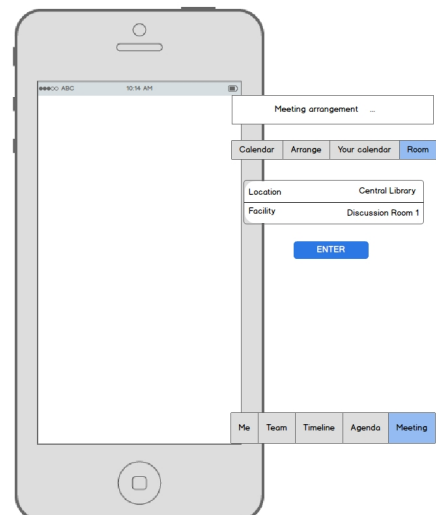 ABC 10:14 AM
Meeting arrangement ...
Calendar Arrange Your calendar Room
Location Central Library
Facility Discussion Room 1
ENTER
Me Team Timeline Agenda Meeting